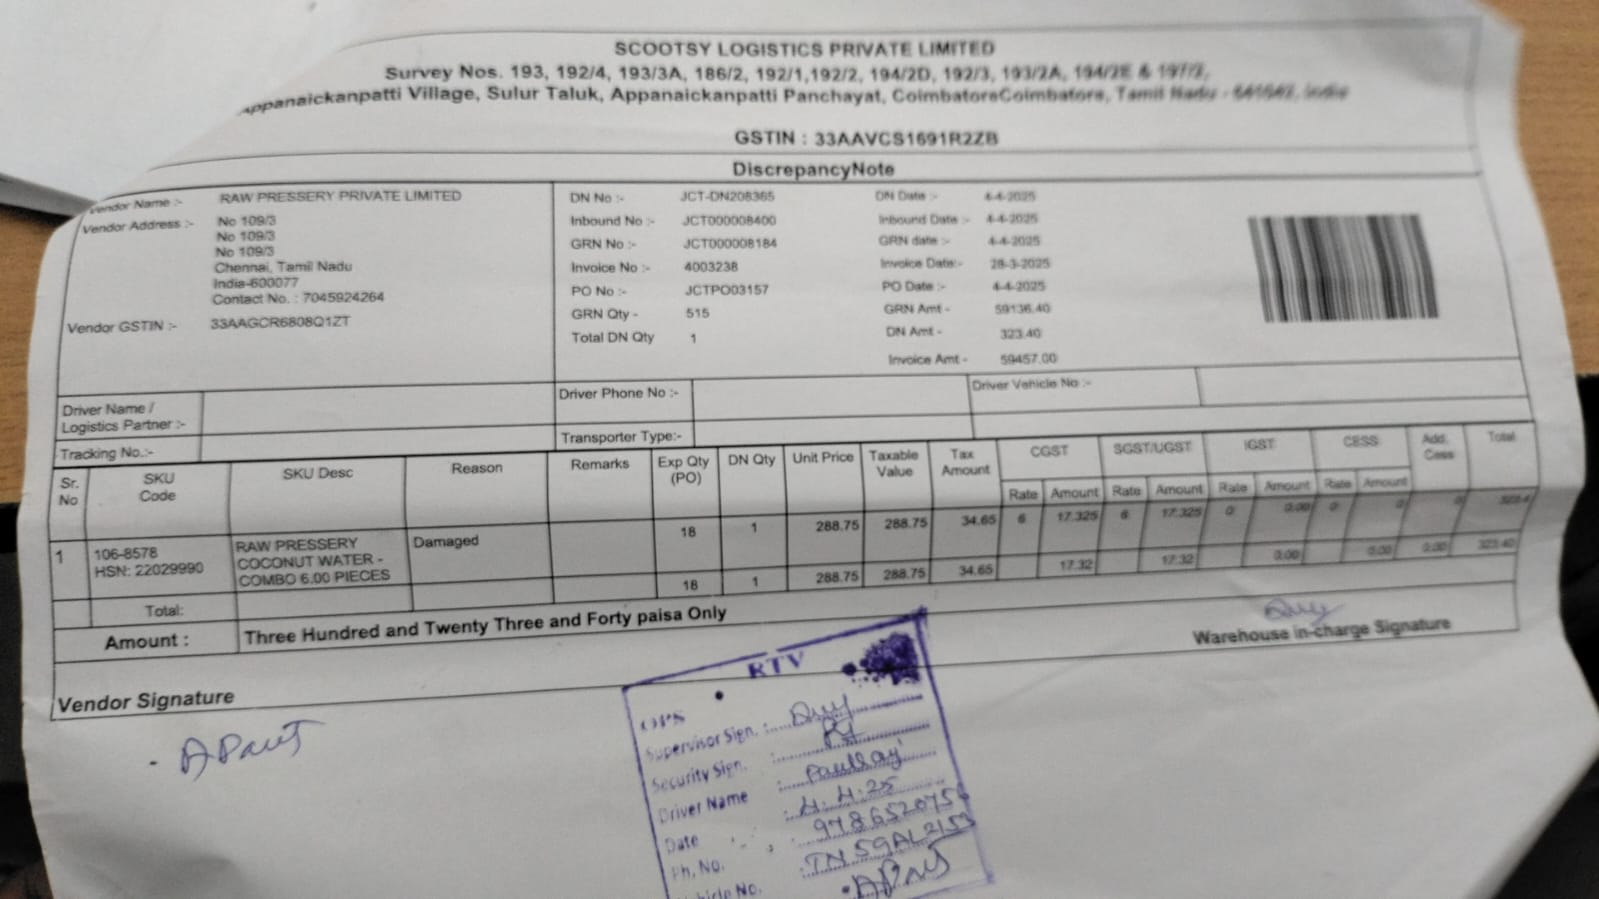 SCOOTSY LOGISTICS PRIVATE LIMITED
Survey Nos. 193, 192/4, 193/3A, 186/2, 192/1,192/2, 194/2D, 192/3, 193/2A, 194/2E & 197/2,
Appanaickanpatti Village, Sulur Taluk, Appanaickanpatti Panchayat, CoimbatoreCoimbatore, Tamil Nadu - India
GSTIN : 33AAVCS1691R2ZB
DiscrepancyNote
Vendor Name :- RAW PRESSERY PRIVATE LIMITED
Vendor Address :- No 109/3
No 109/3
No 109/3
Chennai, Tamil Nadu
India-600077
Contact No. : 7045924264
Vendor GSTIN :- 33AAGCR6808Q1ZT
DN No :- JCT-DN208365 DN Date :- 4-4-2025
Inbound No :- JCT000008400 Inbound Date :- 4-4-2025
GRN No :- JCT000008184 GRN date :- 4-4-2025
Invoice No :- 4003238 Invoice Date:- 28-3-2025
PO No :- JCTPO03157 PO Date :- 4-4-2025
GRN Qty - 515 GRN Amt - 59136.40
Total DN Qty 1 DN Amt - 323.40
Invoice Amt - 59457.00
Driver Name / Logistics Partner :- Driver Phone No :- Driver Vehicle No :-
Tracking No.:- Transporter Type:-
Sr. No SKU Code SKU Desc Reason Remarks Exp Qty (PO) DN Qty Unit Price Taxable Value Tax Amount CGST SGST/UGST IGST CESS Add. Cess Total
Rate Amount Rate Amount Rate Amount Rate Amount
1 106-8578 RAW PRESSERY Damaged 18 1 288.75 288.75 34.65 6 17.325 6 17.325 0 0.00 0 0 0 323.4
HSN: 22029990 COCONUT WATER -
COMBO 6.00 PIECES
Total: 18 1 288.75 288.75 34.65 17.32 17.32 0.00 0.00 0.00 323.40
Amount : Three Hundred and Twenty Three and Forty paisa Only
Vendor Signature Warehouse in-charge Signature
RTV
OPS
Supervisor Sign. :
Security Sign. :
Driver Name :
Date : 4.4.25
Ph. No. :
Vehicle No. :